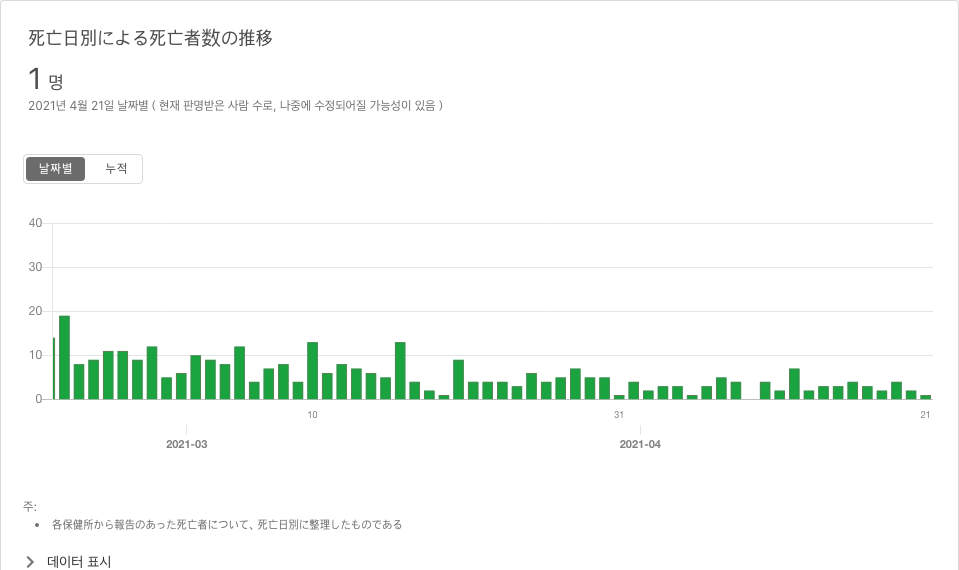 死亡日別による死亡者数の推移
1 명
2021년 4월 21일 날짜별 ( 현재 판명받은 사람 수로, 나중에 수정되어질 가능성이 있음 )
날짜별 누적
40
30
20
10
0
10 31 21
2021-03 2021-04
주:
• 各保健所から報告のあった死亡者について、死亡日別に整理したものである
데이터 표시